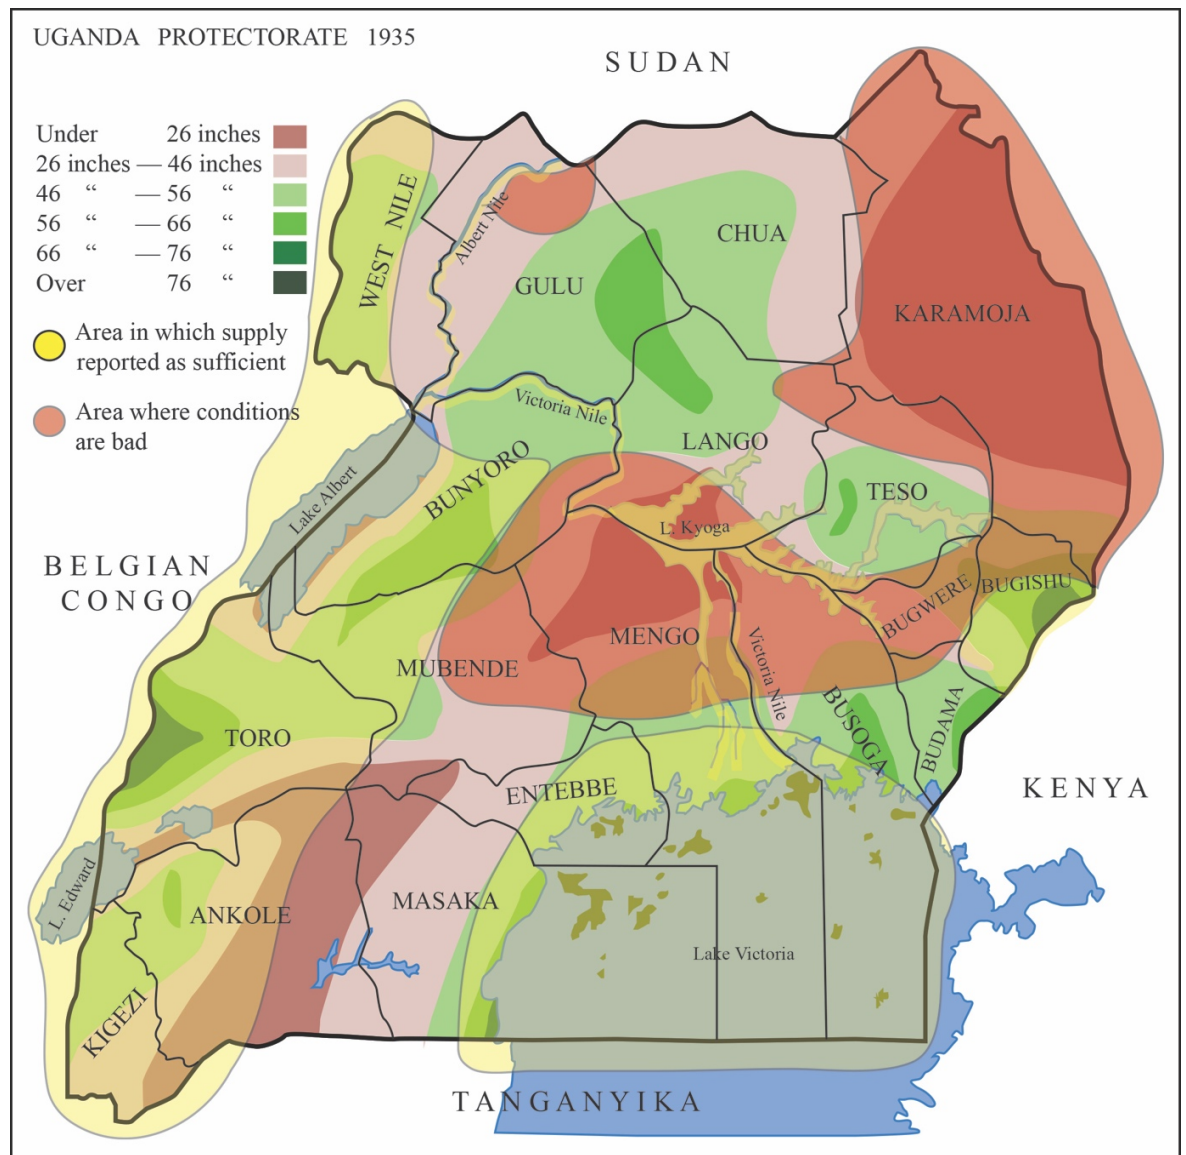 UGANDA PROTECTORATE 1935
SUDAN
Under 26 inches
26 inches — 46 inches
46 “ — 56 “
56 “ — 66 “
66 “ — 76 “
Over 76 “
Area in which supply
reported as sufficient
Area where conditions
are bad
WEST NILE
Albert Nile
GULU
CHUA
KARAMOJA
Victoria Nile
LANGO
BUNYORO
TESO
Lake Albert
L. Kyoga
BELGIAN
CONGO
BUGWERE
BUGISHU
MENGO
MUBENDE
Victoria Nile
TORO
BUSOGA
BUDAMA
ENTEBBE
KENYA
L. Edward
ANKOLE
MASAKA
Lake Victoria
KIGEZI
TANGANYIKA